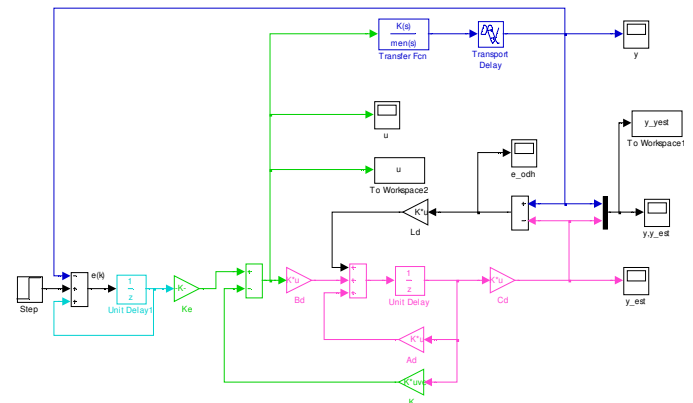 K(s)
men(s)
Transfer Fcn
Transport
Delay
y
u
y_yest
To Workspace1
u
To Workspace2
e_odh
K*u
Ld
+
−
y.y_est
Step
−
+
+
e(k)
1
z
Unit Delay1
-K-
Ke
+
−
K*u
Bd
+
+
+
1
z
Unit Delay
K*u
Cd
y_est
K*u
Ad
K*uve
K